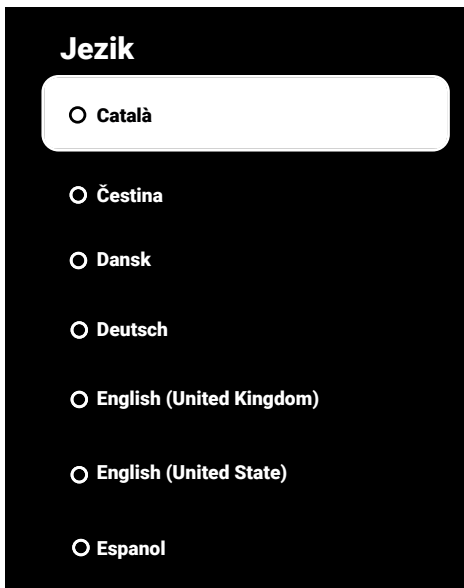 Jezik
Català
Čestina
Dansk
Deutsch
English (United Kingdom)
English (United State)
Espanol